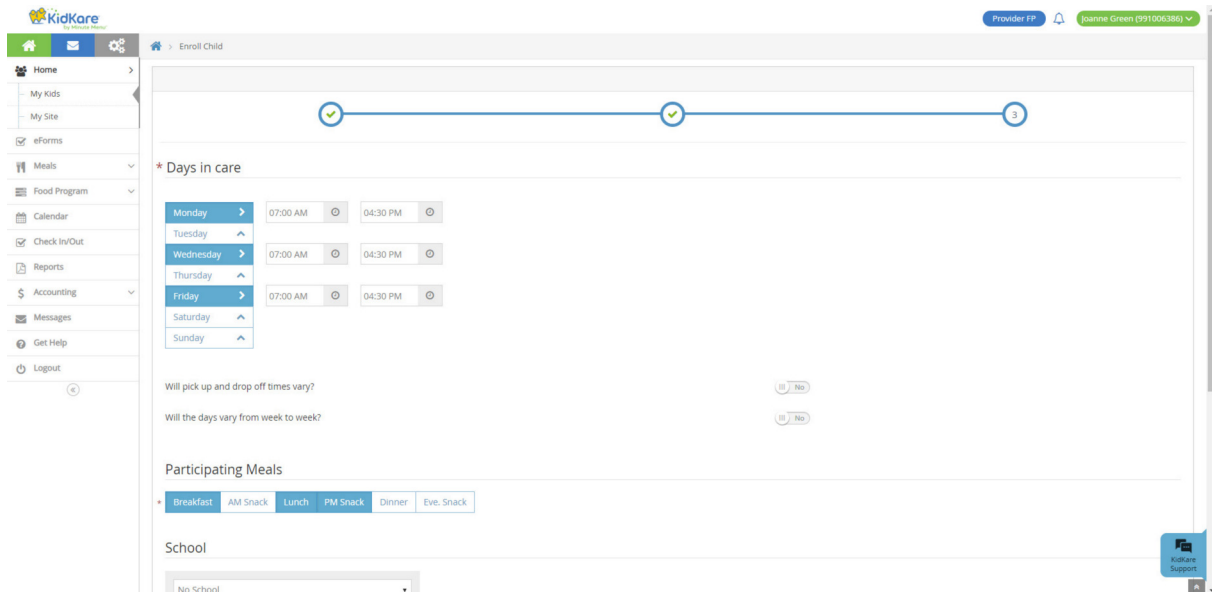 KidKare
by Minute Menu
Provider FP
Joanne Green (991006386)
Enroll Child
Home
My Kids
My Site
eForms
Meals
Food Program
Calendar
Check In/Out
Reports
Accounting
Messages
Get Help
Logout
3
* Days in care
Monday 07:00 AM 04:30 PM
Tuesday
Wednesday 07:00 AM 04:30 PM
Thursday
Friday 07:00 AM 04:30 PM
Saturday
Sunday
Will pick up and drop off times vary? No
Will the days vary from week to week? No
Participating Meals
* Breakfast AM Snack Lunch PM Snack Dinner Eve. Snack
School
No School
KidKare
Support